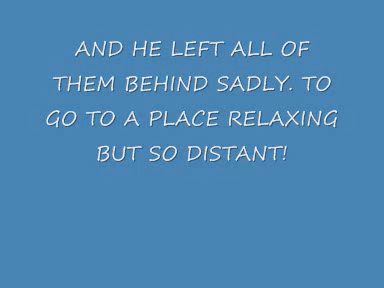 AND HE LEFT ALL OF
THEM BEHIND SADLY. TO
GO TO A PLACE RELAXING
BUT SO DISTANT!